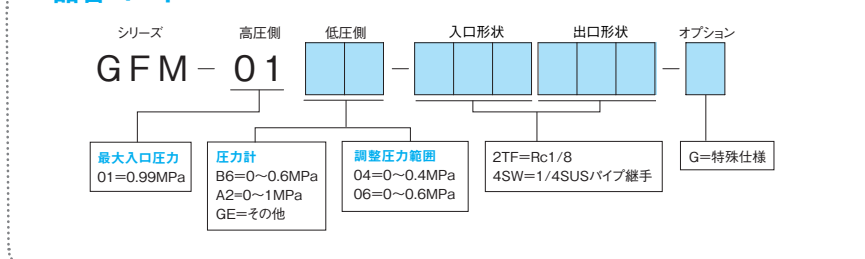 シリーズ 高圧側 低圧側 入口形状 出口形状 オプション
GFM－01 － －
最大入口圧力
01=0.99MPa
圧力計
B6=0～0.6MPa
A2=0～1MPa
GE=その他
調整圧力範囲
04=0～0.4MPa
06=0～0.6MPa
2TF=Rc1/8
4SW=1/4SUSパイプ継手
G=特殊仕様